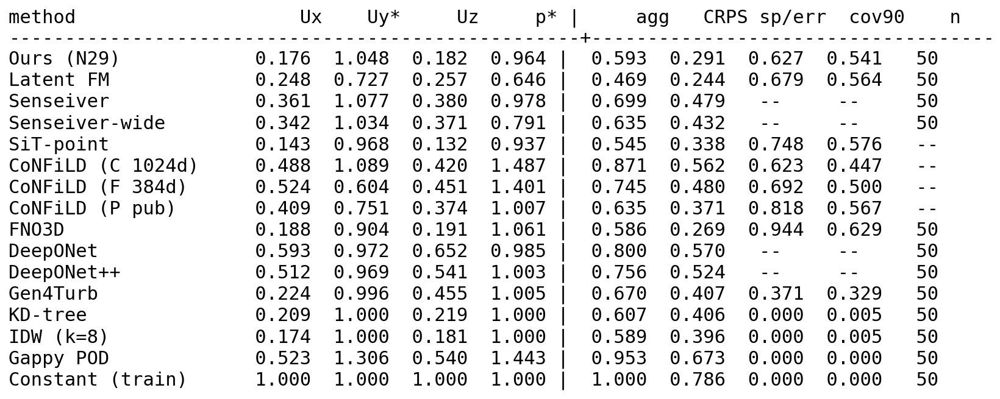 method                    Ux    Uy*     Uz     p* |     agg   CRPS sp/err  cov90    n
---------------------------------------------------+------------------------------------
Ours (N29)            0.176  1.048  0.182  0.964 |  0.593  0.291  0.627  0.541   50
Latent FM             0.248  0.727  0.257  0.646 |  0.469  0.244  0.679  0.564   50
Senseiver             0.361  1.077  0.380  0.978 |  0.699  0.479   --     --     50
Senseiver-wide        0.342  1.034  0.371  0.791 |  0.635  0.432   --     --     50
SiT-point             0.143  0.968  0.132  0.937 |  0.545  0.338  0.748  0.576   --
CoNFiLD (C 1024d)     0.488  1.089  0.420  1.487 |  0.871  0.562  0.623  0.447   --
CoNFiLD (F 384d)      0.524  0.604  0.451  1.401 |  0.745  0.480  0.692  0.500   --
CoNFiLD (P pub)       0.409  0.751  0.374  1.007 |  0.635  0.371  0.818  0.567   --
FNO3D                 0.188  0.904  0.191  1.061 |  0.586  0.269  0.944  0.629   50
DeepONet              0.593  0.972  0.652  0.985 |  0.800  0.570   --     --     50
DeepONet++            0.512  0.969  0.541  1.003 |  0.756  0.524   --     --     50
Gen4Turb              0.224  0.996  0.455  1.005 |  0.670  0.407  0.371  0.329   50
KD-tree               0.209  1.000  0.219  1.000 |  0.607  0.406  0.000  0.005   50
IDW (k=8)             0.174  1.000  0.181  1.000 |  0.589  0.396  0.000  0.005   50
Gappy POD             0.523  1.306  0.540  1.443 |  0.953  0.673  0.000  0.000   50
Constant (train)      1.000  1.000  1.000  1.000 |  1.000  0.786  0.000  0.000   50